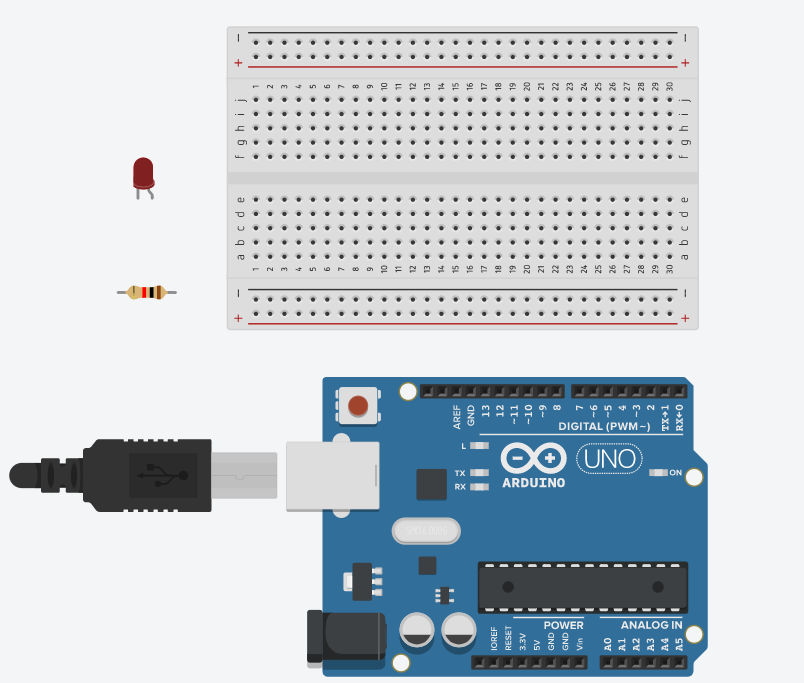 − −
+ +
1 2 3 4 5 6 7 8 9 10 11 12 13 14 15 16 17 18 19 20 21 22 23 24 25 26 27 28 29 30
j j
i i
h h
g g
f f
e e
d d
c c
b b
a a
1 2 3 4 5 6 7 8 9 10 11 12 13 14 15 16 17 18 19 20 21 22 23 24 25 26 27 28 29 30
− −
+ +
AREF GND 13 12 ~11 ~10 ~9 8 7 ~6 ~5 4 ~3 2 TX→1 RX←0
DIGITAL (PWM~)
L
UNO
TX ON
RX ARDUINO
POWER ANALOG IN
IOREF RESET 3.3V 5V GND GND Vin A0 A1 A2 A3 A4 A5